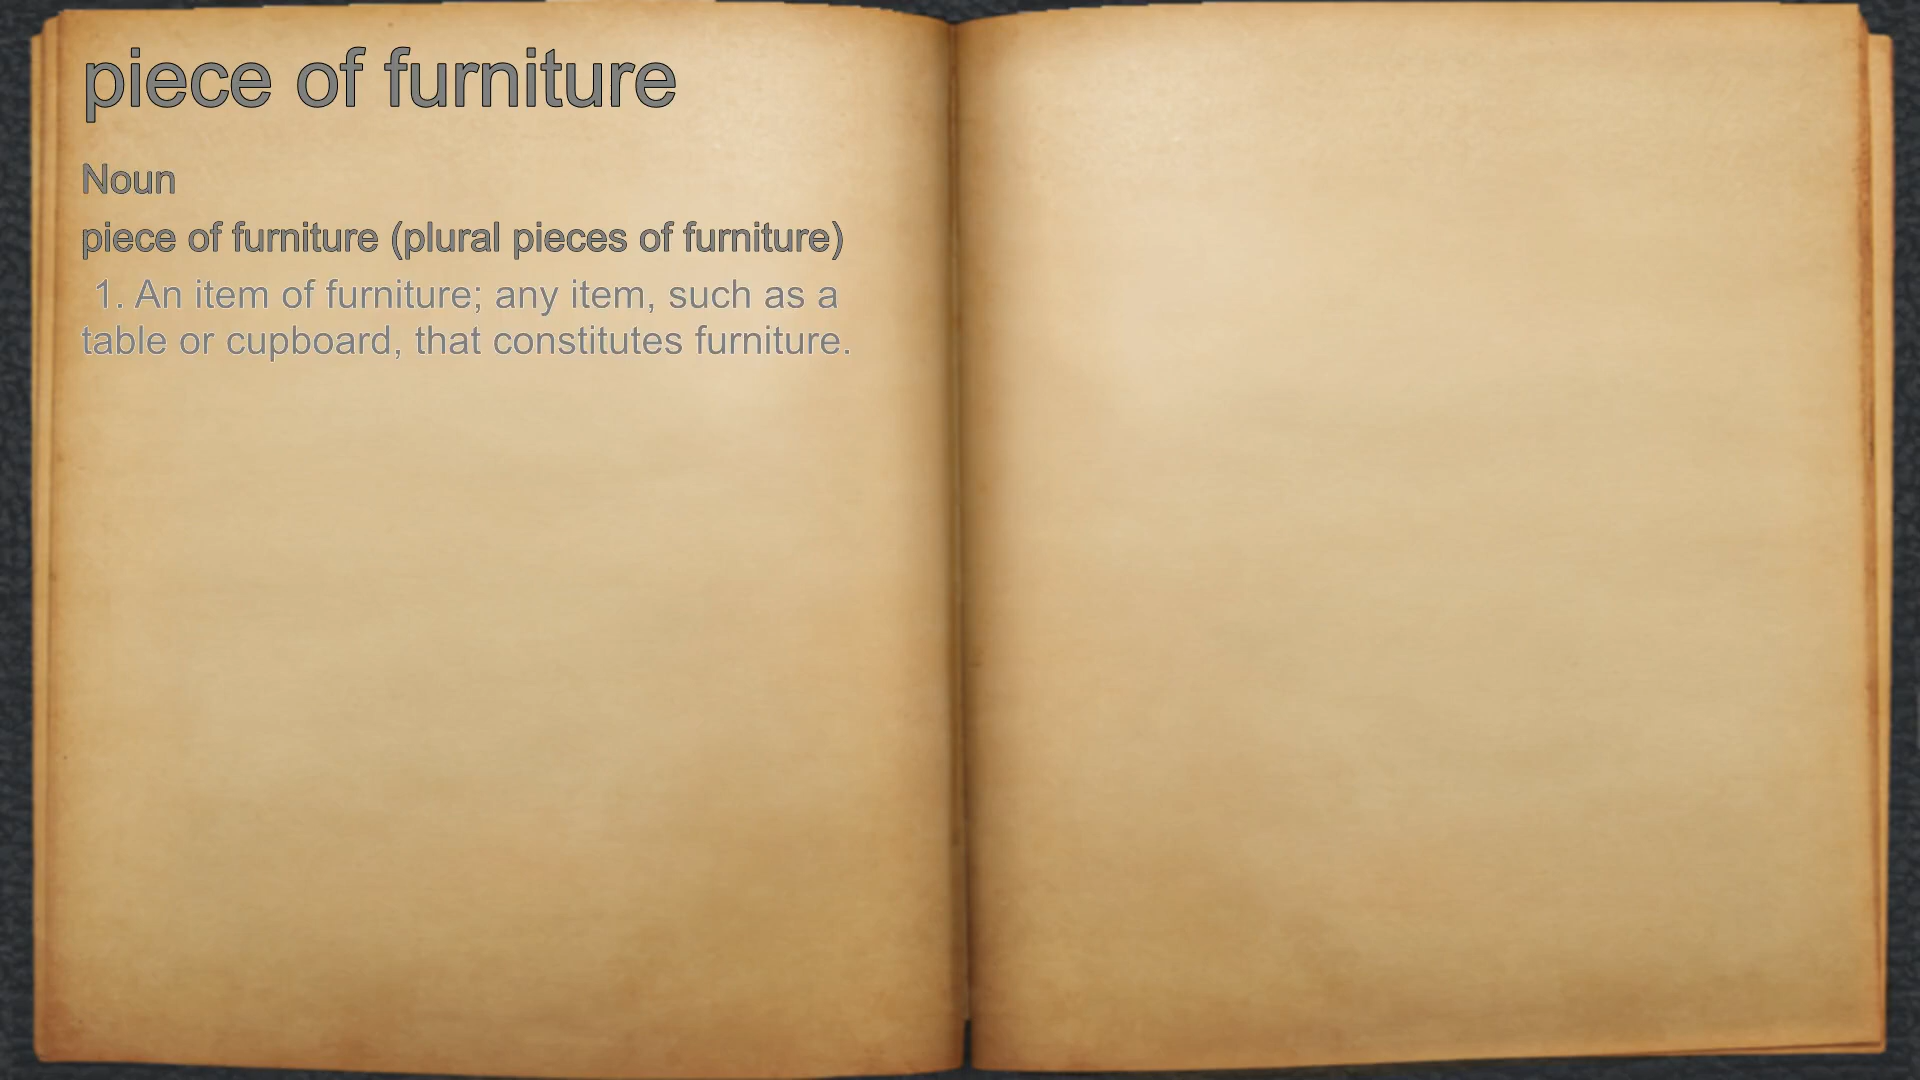 piece of furniture
Noun
piece of furniture (plural pieces of furniture)
1. An item of furniture; any item, such as a
table or cupboard, that constitutes furniture.